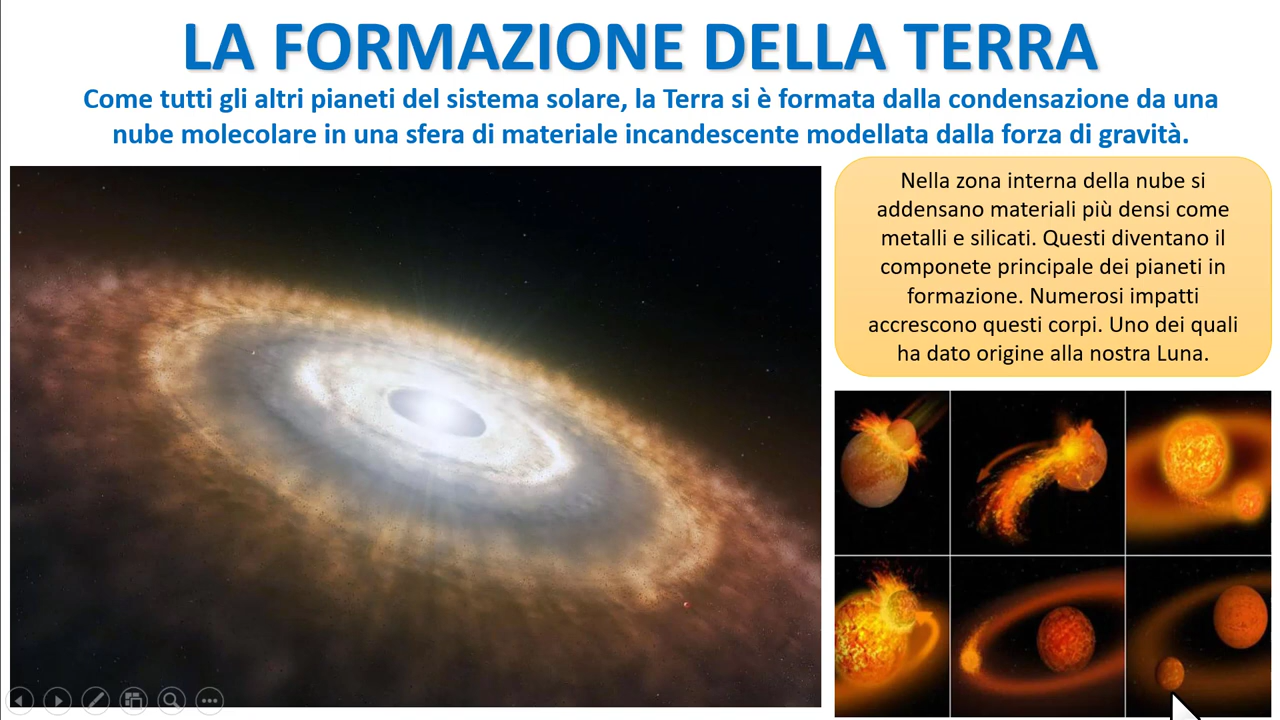 LA FORMAZIONE DELLA TERRA
Come tutti gli altri pianeti del sistema solare, la Terra si è formata dalla condensazione da una
nube molecolare in una sfera di materiale incandescente modellata dalla forza di gravità.
Nella zona interna della nube si
addensano materiali più densi come
metalli e silicati. Questi diventano il
componete principale dei pianeti in
formazione. Numerosi impatti
accrescono questi corpi. Uno dei quali
ha dato origine alla nostra Luna.